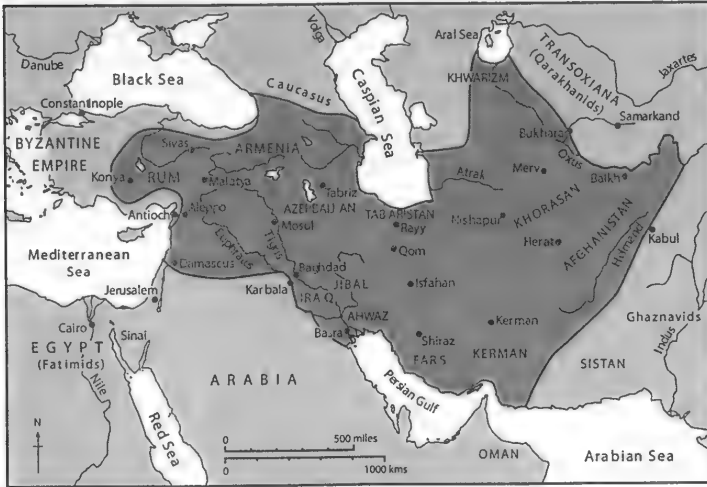 Aral Sea
TRANSOXIANA
(Qarakhanids)
Volga
Danube
Jaxartes
Black Sea
Caucasus
Caspian Sea
KHWARIZM
Constantinople
Samarkand
Bukhara
BYZANTINE
EMPIRE
Sivas
ARMENIA
Oxus
Merv
Balkh
Konya
RUM
Malatya
Tabriz
Atrak
AZERBAIJAN
KHORASAN
Antioch
Aleppo
Mosul
TABARISTAN
Rayy
Nishapur
AFGHANISTAN
Mediterranean
Sea
Tigris
Euphrates
Qom
Herat
Helmand
Kabul
Damascus
Baghdad
JIBAL
Jerusalem
Karbala
IRAQ
Isfahan
Ghaznavids
Cairo
Sinai
AHWAZ
Basra
Shiraz
Kerman
Indus
EGYPT
(Fatimids)
FARS
KERMAN
SISTAN
Nile
ARABIA
Persian Gulf
N
Red Sea
0 500 miles
0 1000 kms
OMAN
Arabian Sea